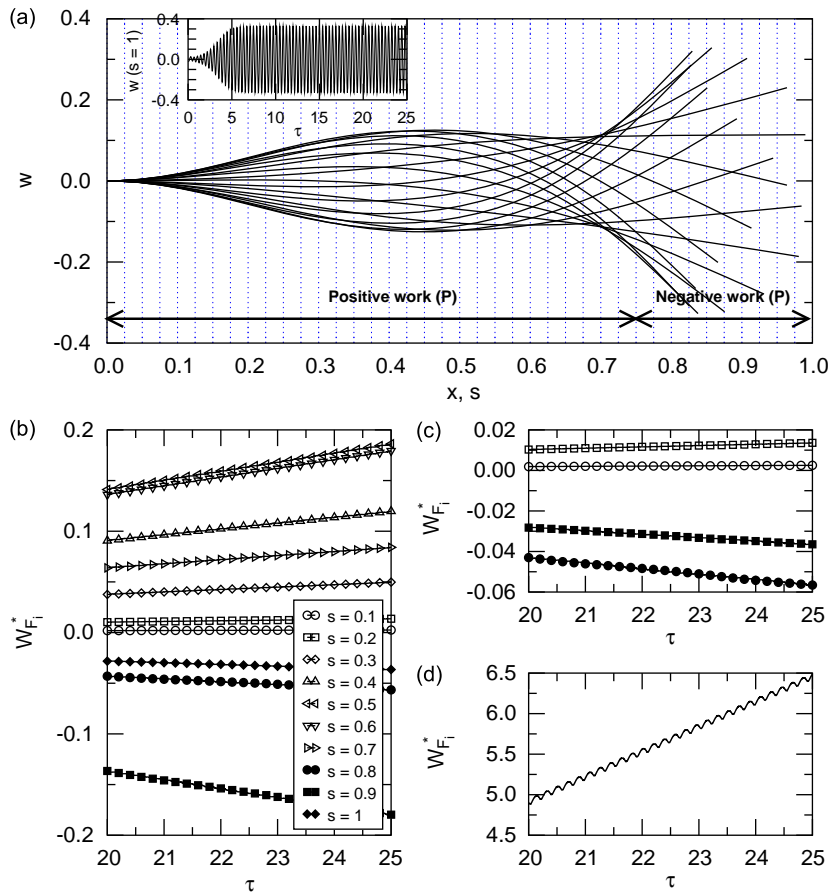 (a)
0.4
0.2
0.0
-0.2
-0.4
w
0.4
0.0
-0.4
w (s = 1)
0 5 10 15 20 25
τ
Positive work (P)
Negative work (P)
0.0 0.1 0.2 0.3 0.4 0.5 0.6 0.7 0.8 0.9 1.0
x, s
(b)
0.2
0.1
0.0
-0.1
-0.2
W*Fi
s = 0.1
s = 0.2
s = 0.3
s = 0.4
s = 0.5
s = 0.6
s = 0.7
s = 0.8
s = 0.9
s = 1
20 21 22 23 24 25
τ
(c)
0.02
0.00
-0.02
-0.04
-0.06
W*Fi
20 21 22 23 24 25
τ
(d)
6.5
6.0
5.5
5.0
4.5
W*Fi
20 21 22 23 24 25
τ